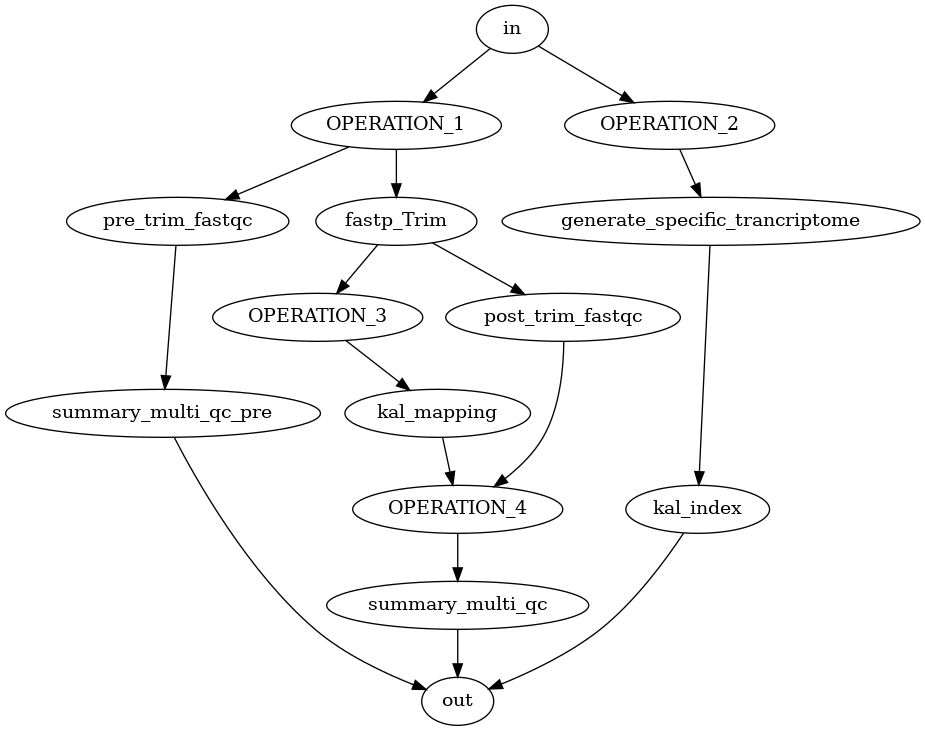 in
OPERATION_1
OPERATION_2
pre_trim_fastqc
fastp_Trim
generate_specific_trancriptome
OPERATION_3
post_trim_fastqc
summary_multi_qc_pre
kal_mapping
OPERATION_4
kal_index
summary_multi_qc
out